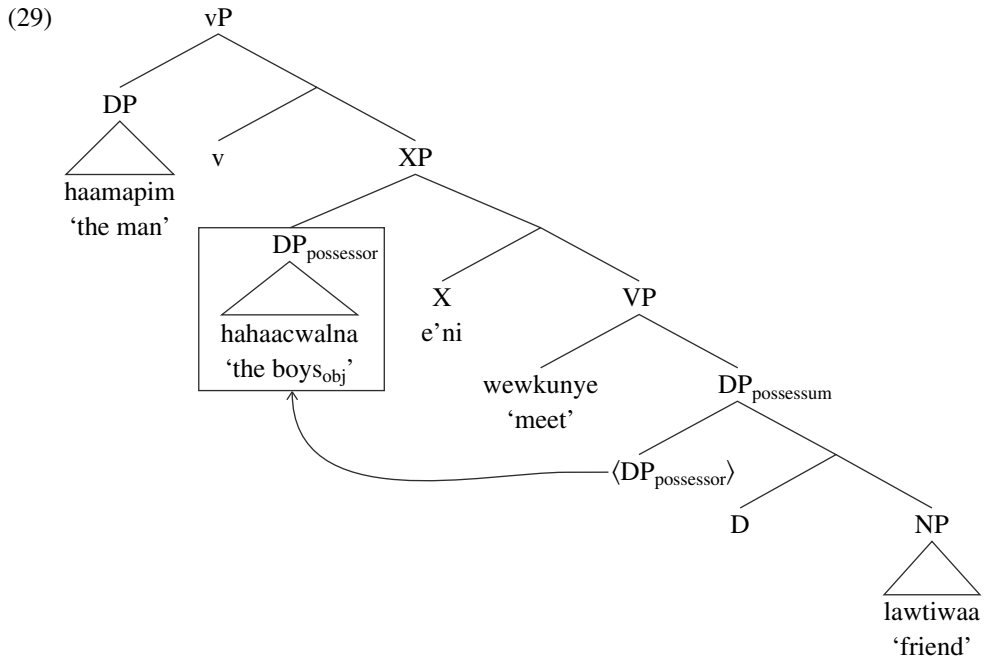 (29)
vP
DP
v
XP
haamapim
‘the man’
DPpossessor
X
VP
hahaacwalna
‘the boysobj’
e’ni
wewkunye
‘meet’
DPpossessum
⟨DPpossessor⟩
D
NP
lawtiwaa
‘friend’